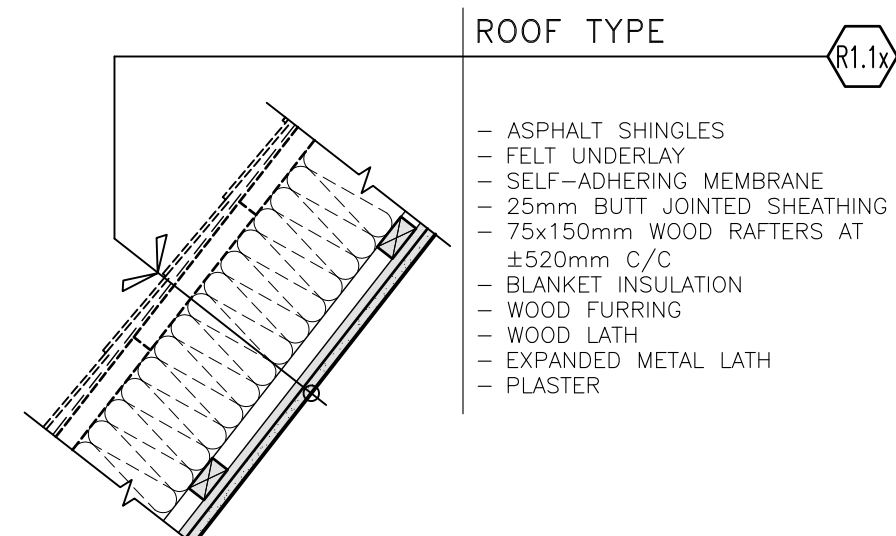 ROOF TYPE
R1.1x
– ASPHALT SHINGLES
– FELT UNDERLAY
– SELF–ADHERING MEMBRANE
– 25mm BUTT JOINTED SHEATHING
– 75x150mm WOOD RAFTERS AT
±520mm C/C
– BLANKET INSULATION
– WOOD FURRING
– WOOD LATH
– EXPANDED METAL LATH
– PLASTER